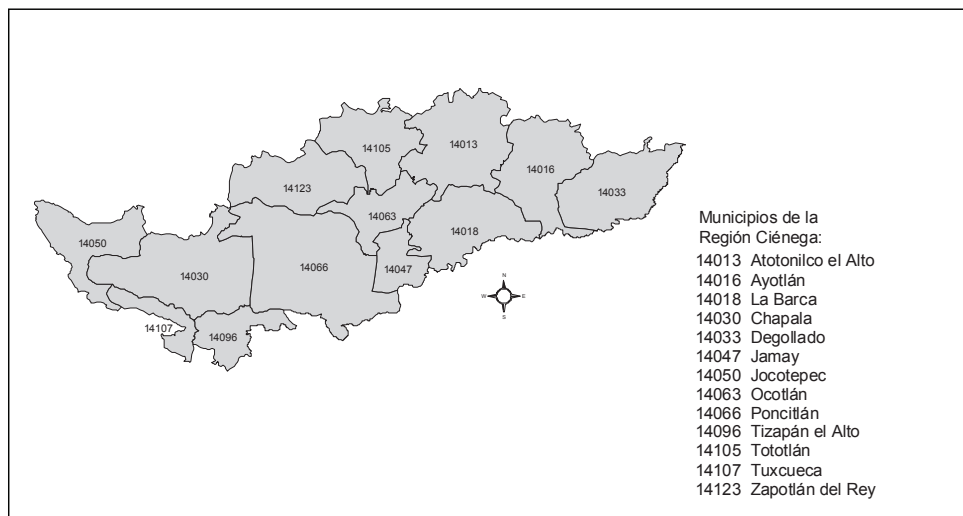 14105
14013
14016
14123
14033
14063
14050
14018
14030
14066
14047
14107
14096
N
W E
S
Municipios de la
Región Ciénega:
14013 Atotonilco el Alto
14016 Ayotlán
14018 La Barca
14030 Chapala
14033 Degollado
14047 Jamay
14050 Jocotepec
14063 Ocotlán
14066 Poncitlán
14096 Tizapán el Alto
14105 Tototlán
14107 Tuxcueca
14123 Zapotlán del Rey